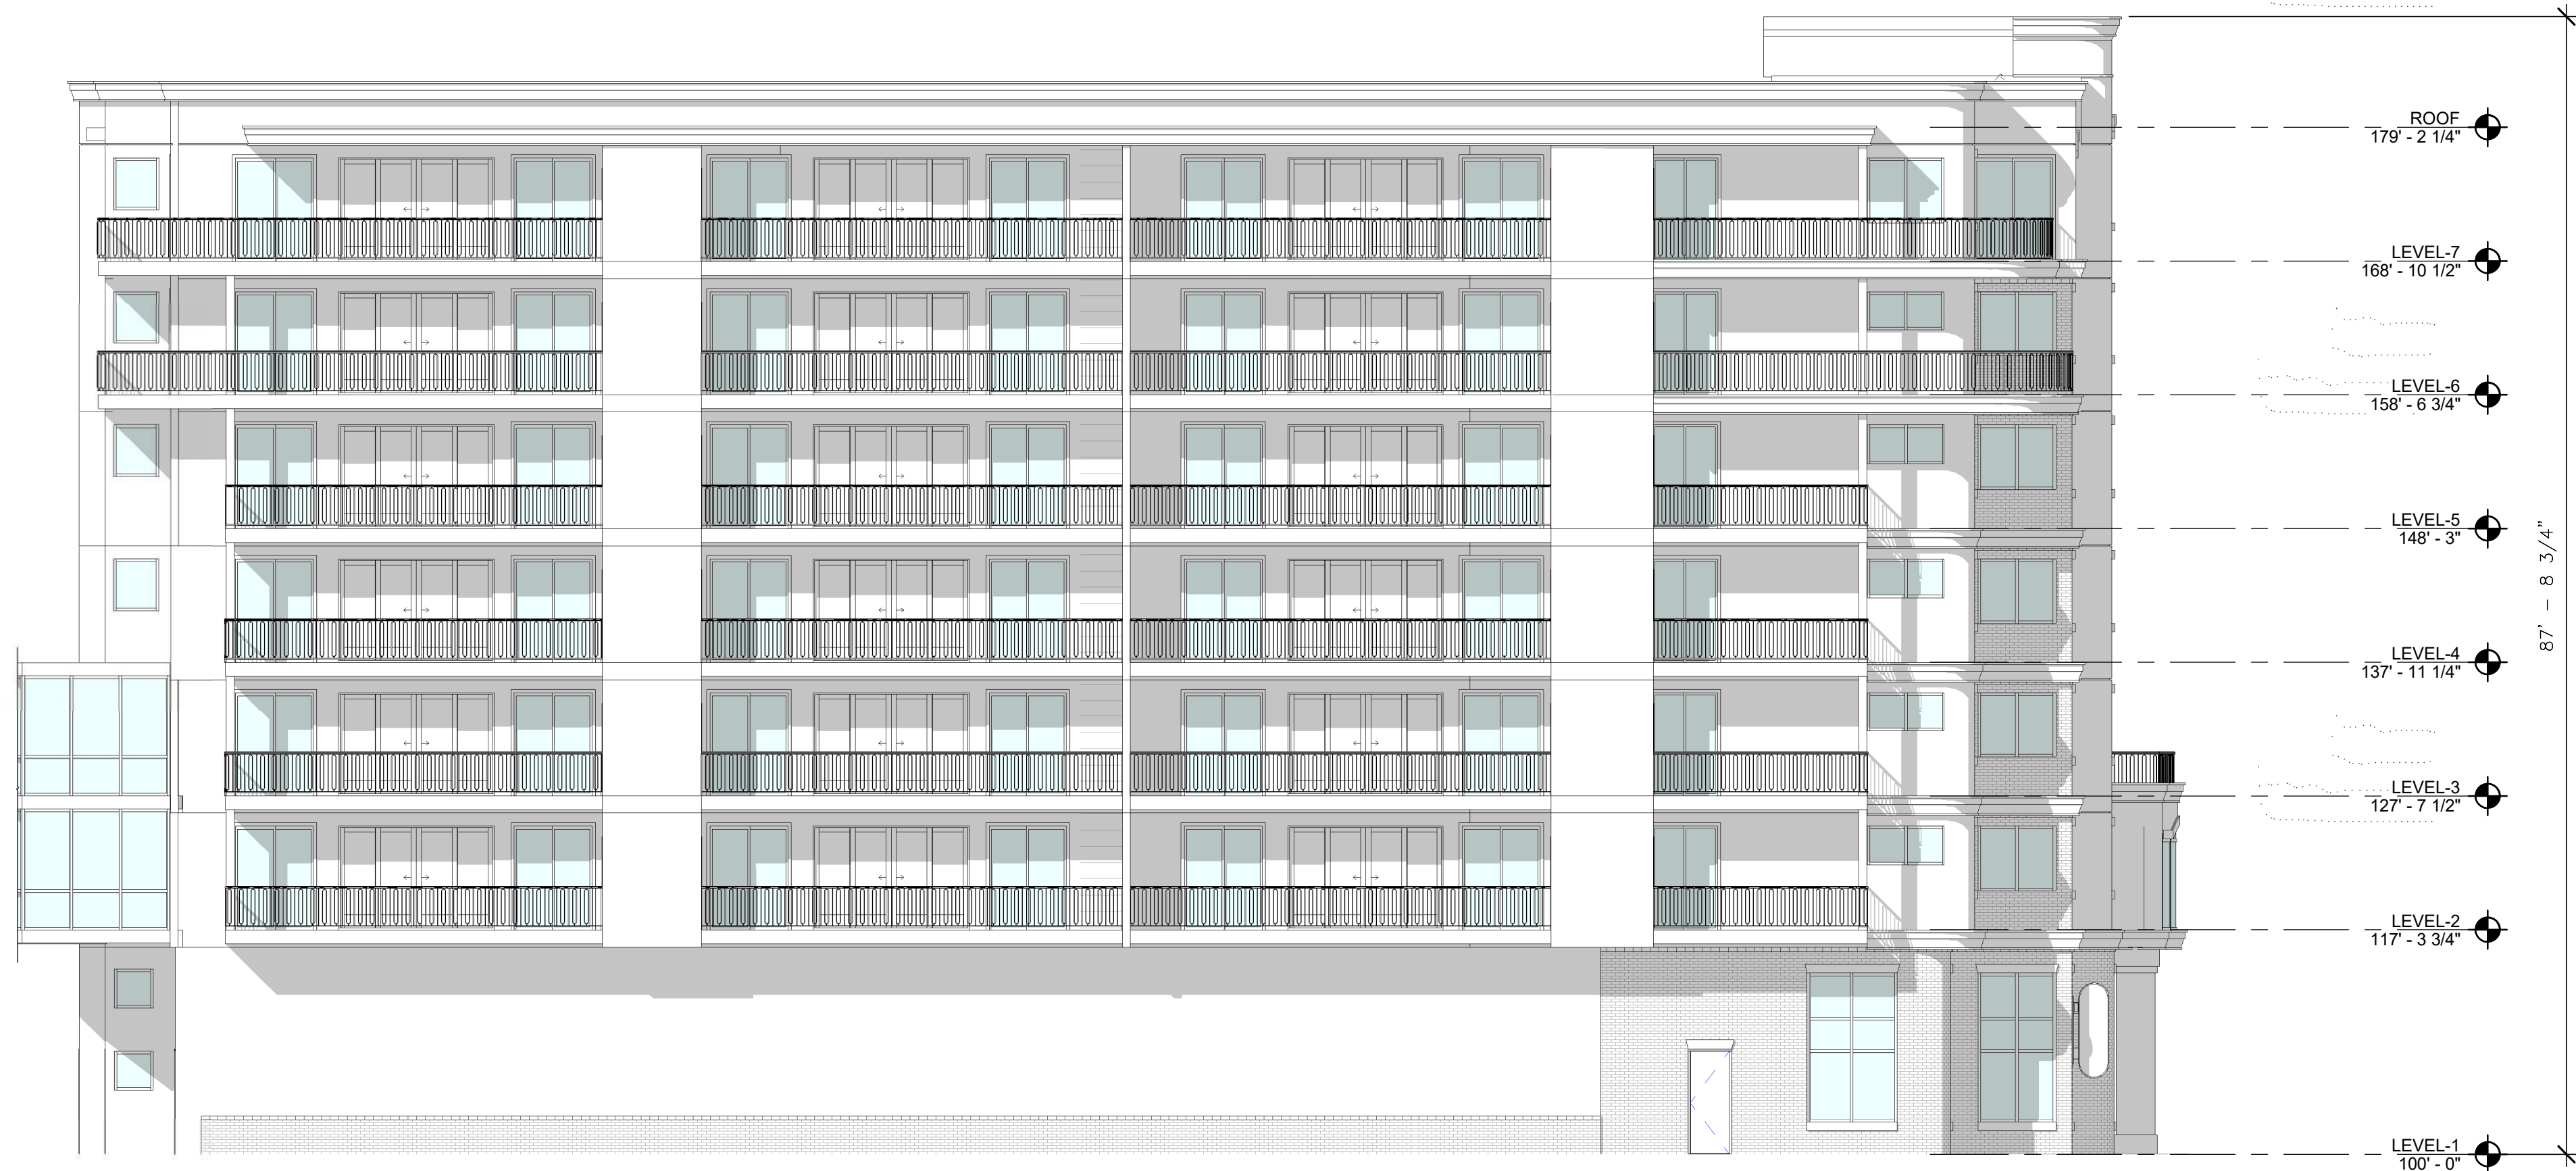 ROOF
179' - 2 1/4"
LEVEL-7
168' - 10 1/2"
LEVEL-6
158' - 6 3/4"
LEVEL-5
148' - 3"
87' - 8 3/4"
LEVEL-4
137' - 11 1/4"
LEVEL-3
127' - 7 1/2"
LEVEL-2
117' - 3 3/4"
LEVEL-1
100' - 0"